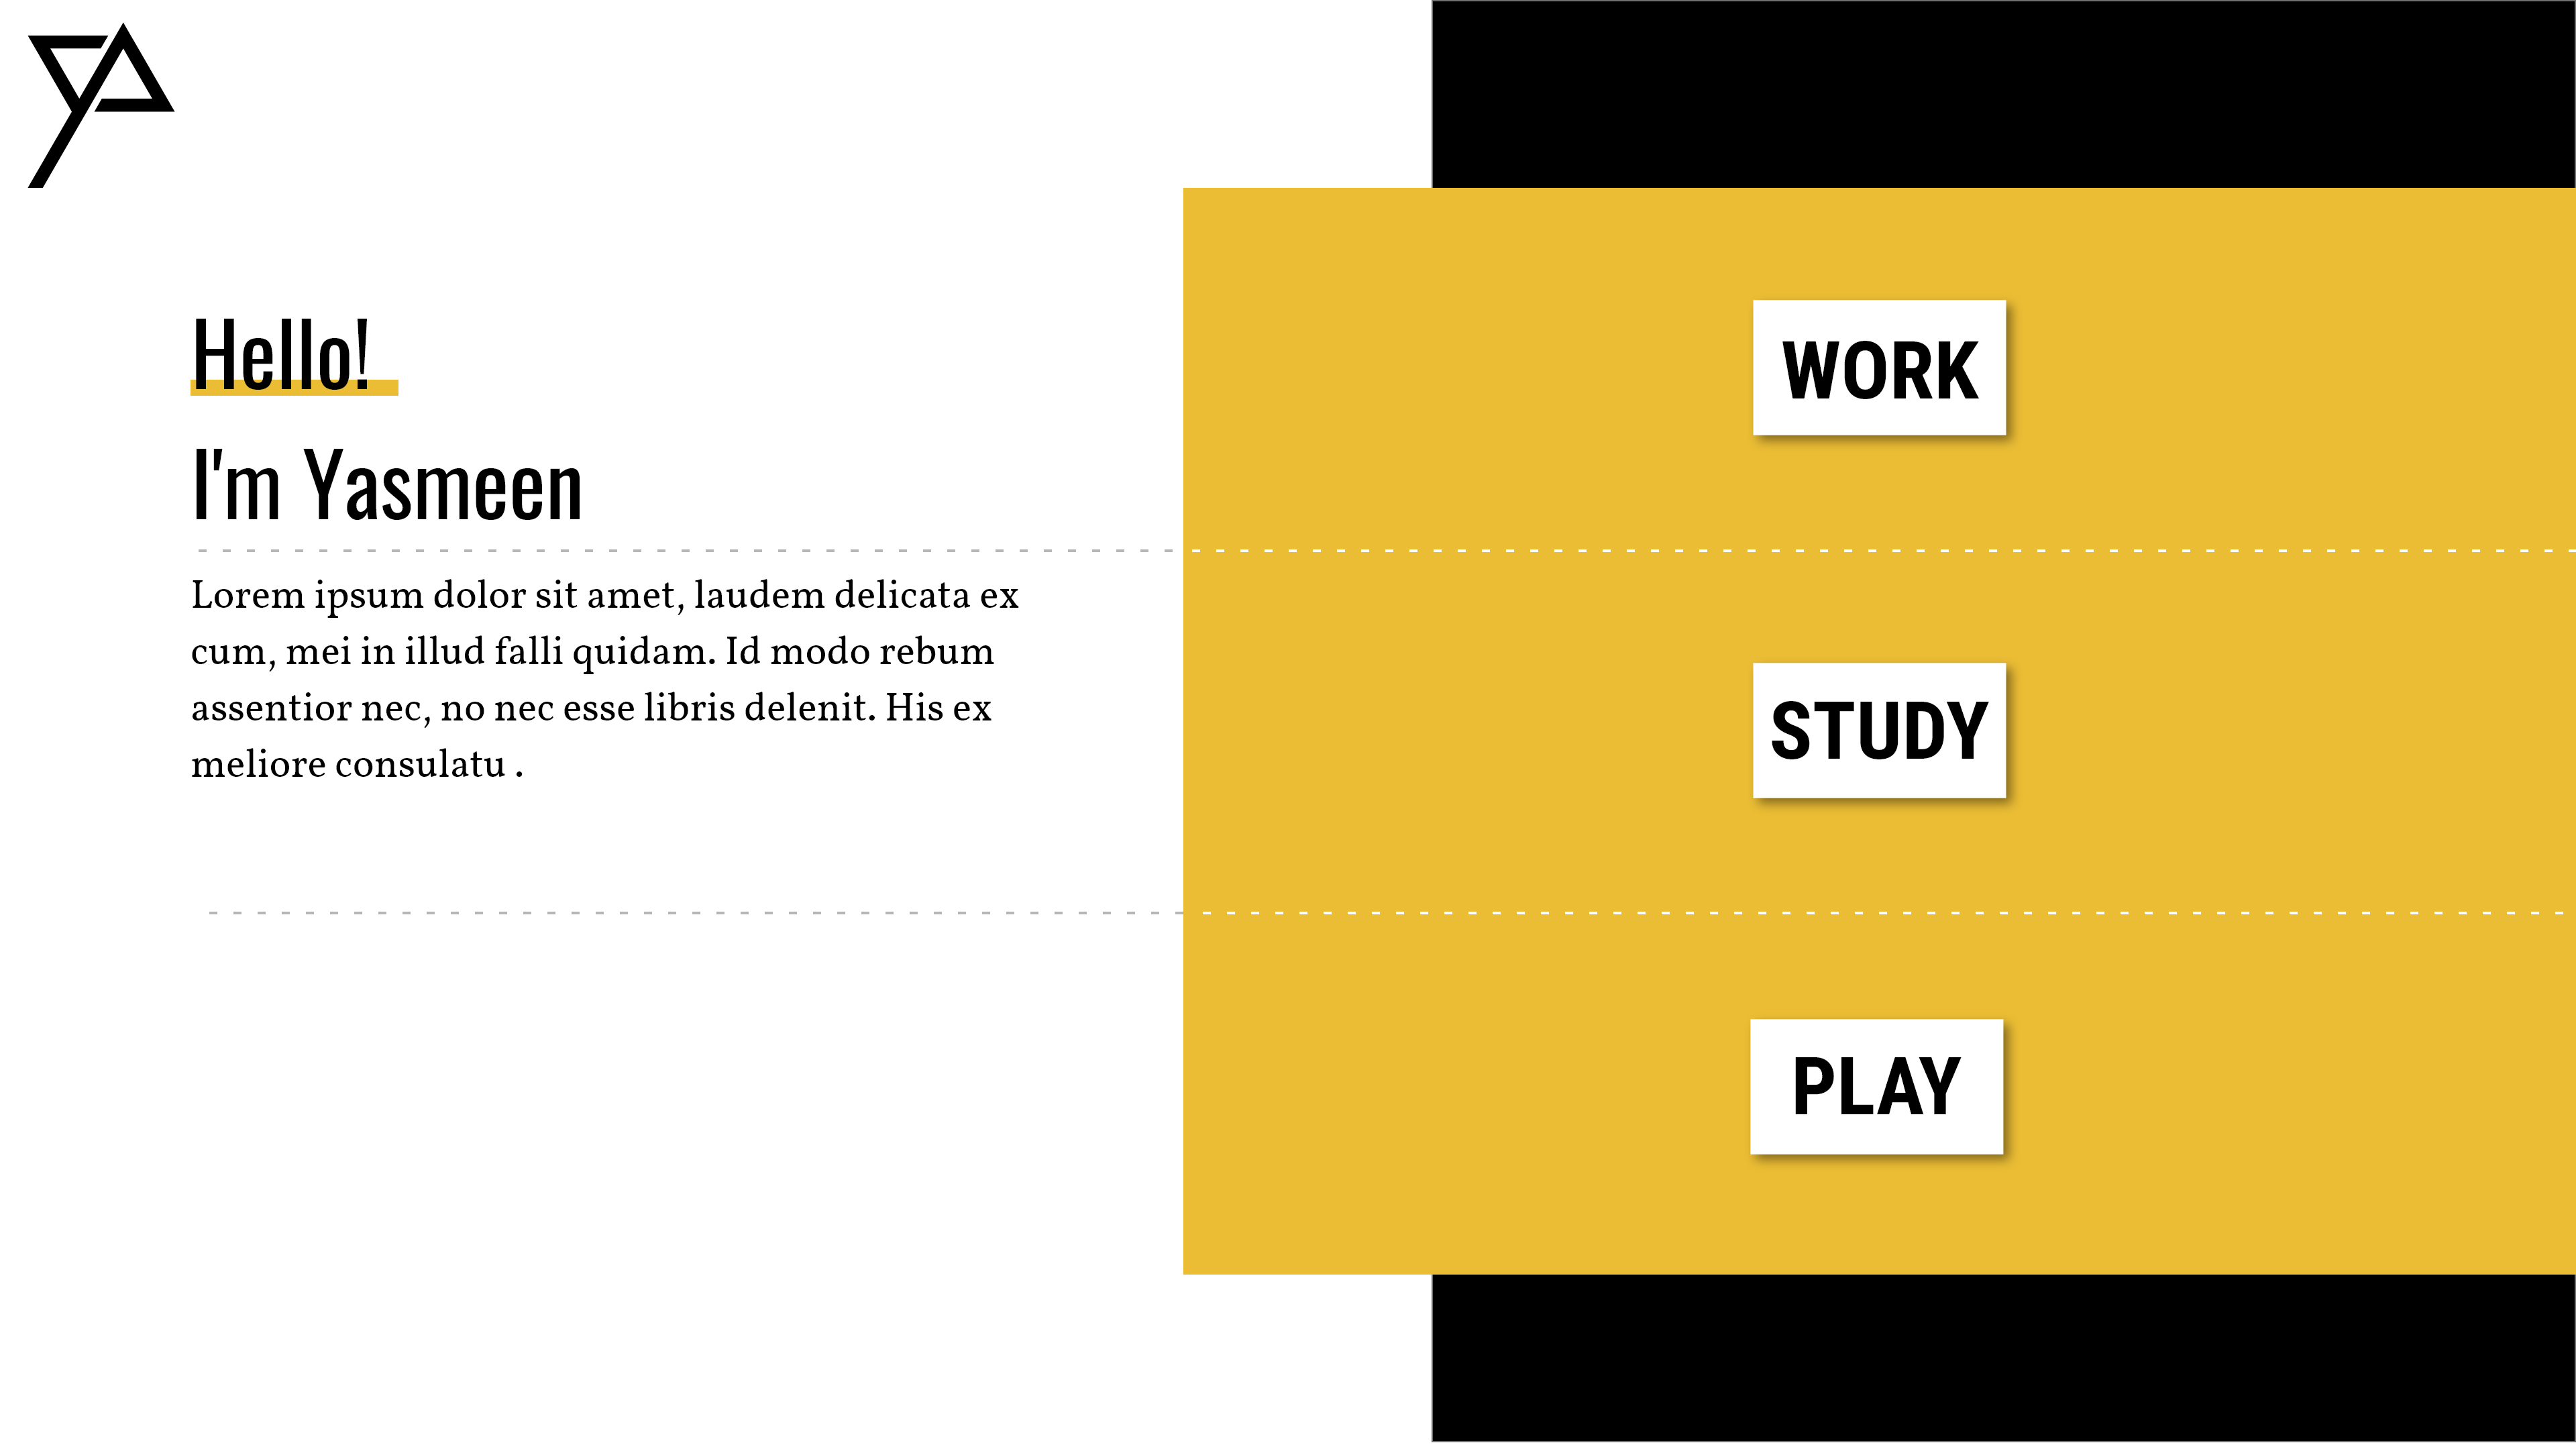 Hello!
I'm Yasmeen
Lorem ipsum dolor sit amet, laudem delicata ex
cum, mei in illud falli quidam. Id modo rebum
assentior nec, no nec esse libris delenit. His ex
meliore consulatu .
WORK
STUDY
PLAY